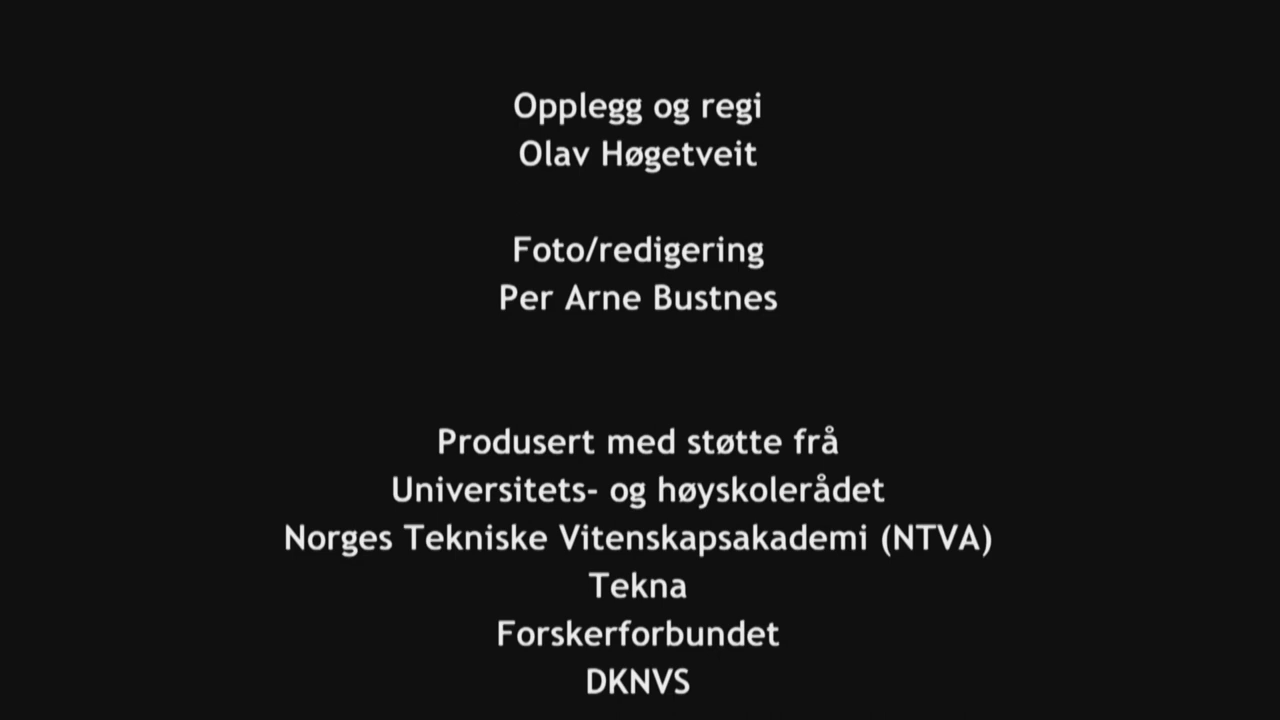 Opplegg og regi
Olav Høgetveit
Foto/redigering
Per Arne Bustnes
Produsert med støtte frå
Universitets- og høyskolerådet
Norges Tekniske Vitenskapsakademi (NTVA)
Tekna
Forskerforbundet
DKNVS